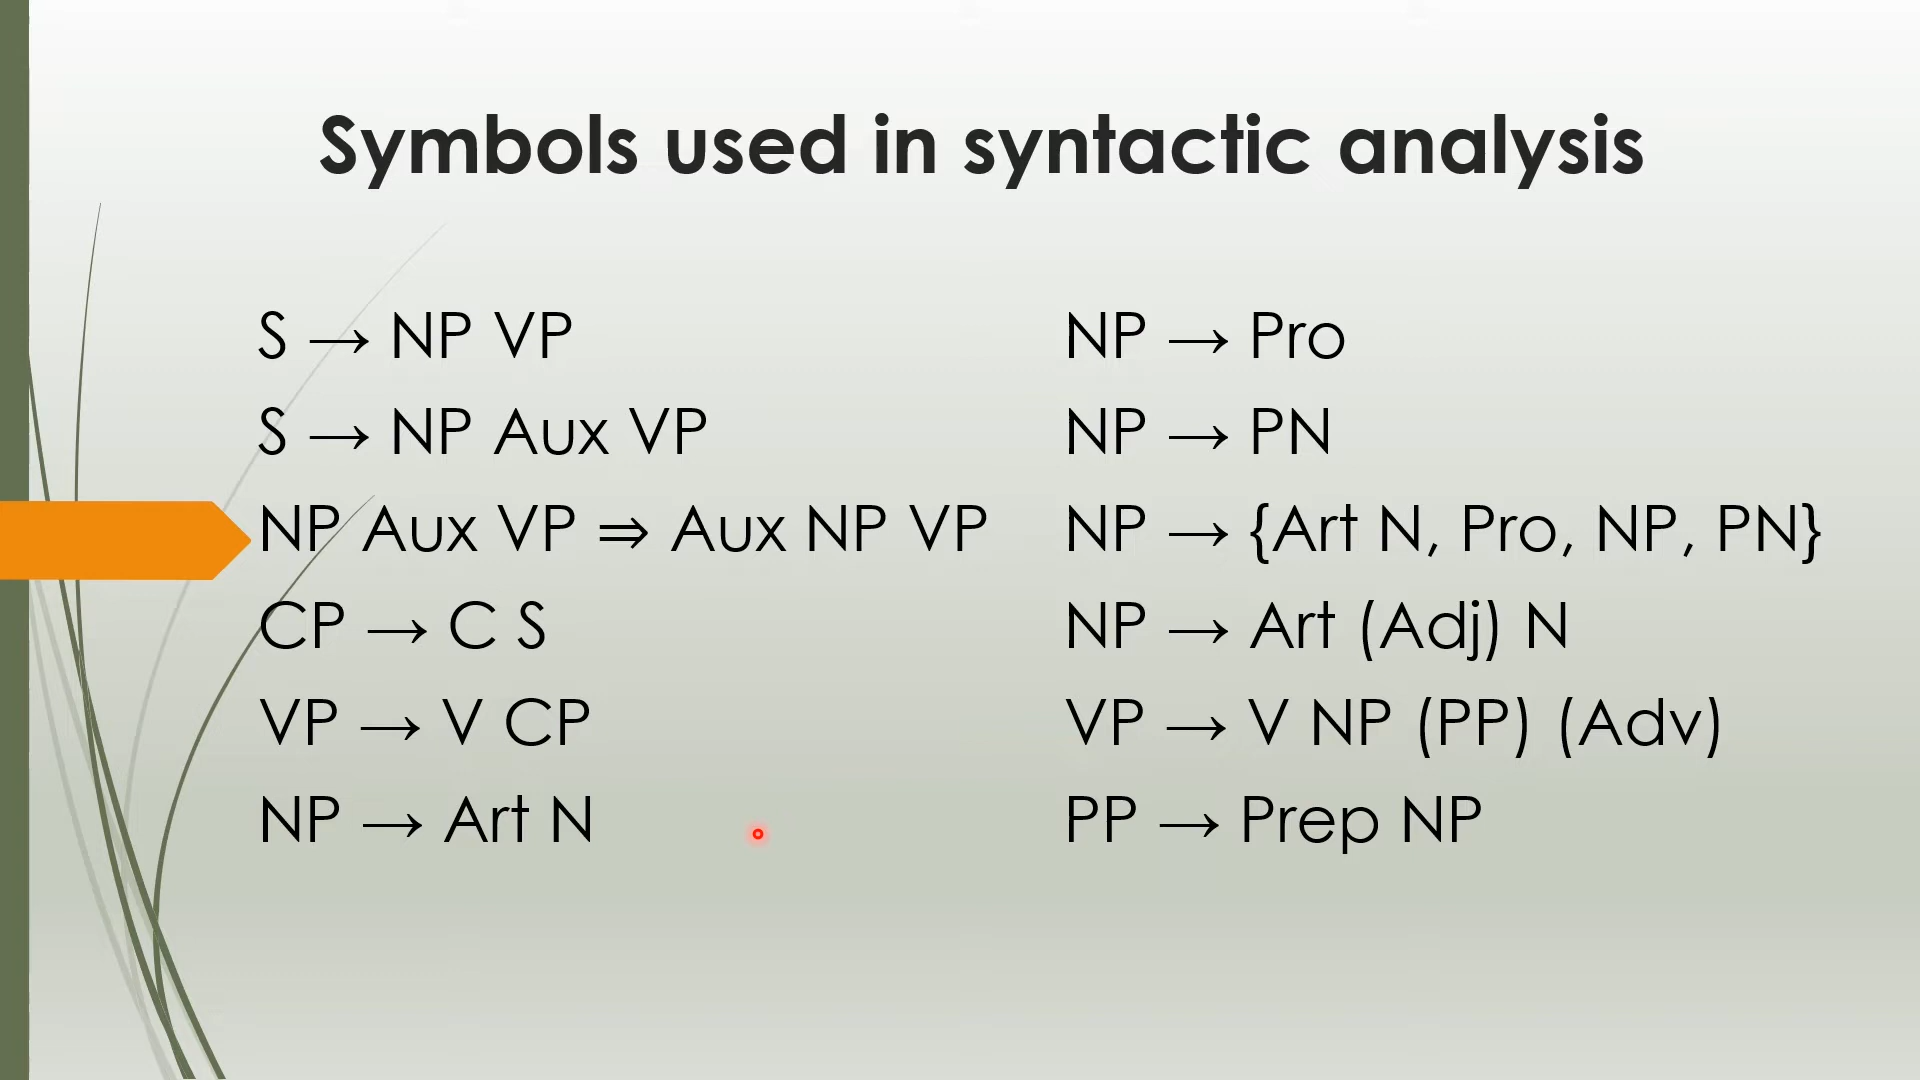 Symbols used in syntactic analysis
S → NP VP
S → NP Aux VP
NP Aux VP ⇒ Aux NP VP
CP → C S
VP → V CP
NP → Art N
NP → Pro
NP → PN
NP → {Art N, Pro, NP, PN}
NP → Art (Adj) N
VP → V NP (PP) (Adv)
PP → Prep NP